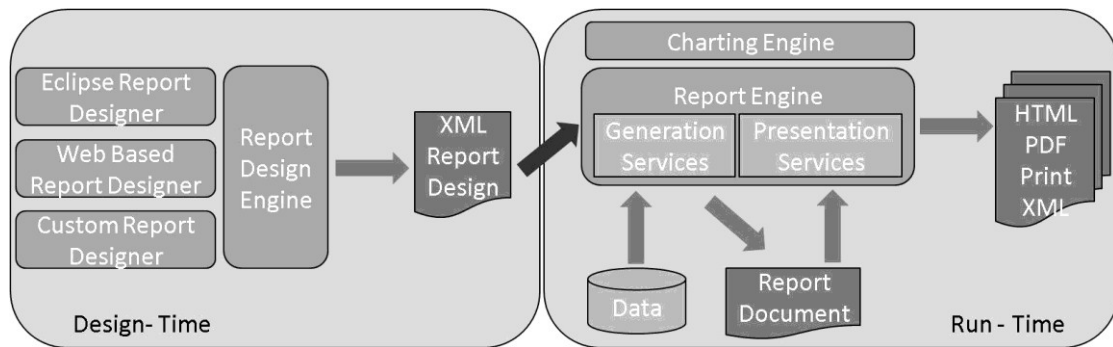 Eclipse Report
Designer
Web Based
Report Designer
Custom Report
Designer
Report
Design
Engine
XML
Report
Design
Design- Time
Charting Engine
Report Engine
Generation
Services
Presentation
Services
Data
Report
Document
HTML
PDF
Print
XML
Run - Time